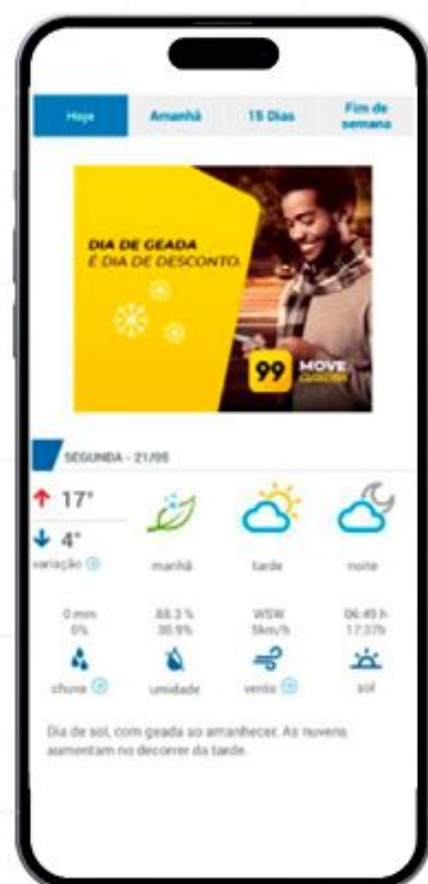 Hoje
Amanhã
15 Dias
Fim de
semana
DIA DE GEADA
É DIA DE DESCONTO.
99 MOVE
SEGUNDA - 21/05
17°
4°
variação
manhã
tarde
noite
0 mm
0%
88.3 %
30.9%
WSW
5km/h
06:49 h
17:37h
chuva
umidade
vento
sol
Dia de sol, com geada ao amanhecer. As nuvens
aumentam no decorrer da tarde.